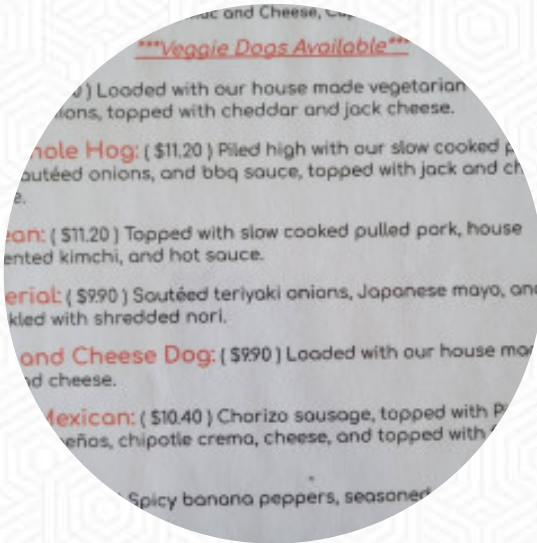 and Cheese,
***Veggie Dogs Available***
) Loaded with our house made vegetarian
ions, topped with cheddar and jack cheese.
hole Hog: ( $11.20 ) Piled high with our slow cooked p
autéed onions, and bbq sauce, topped with jack and ch
e.
ean: ( $11.20 ) Topped with slow cooked pulled pork, house
ented kimchi, and hot sauce.
erial: ( $9.90 ) Sautéed teriyaki onions, Japanese mayo, and
kled with shredded nori.
and Cheese Dog: ( $9.90 ) Loaded with our house ma
d cheese.
Mexican: ( $10.40 ) Chorizo sausage, topped with P
eños, chipotle crema, cheese, and topped with
Spicy banana peppers, seasoned